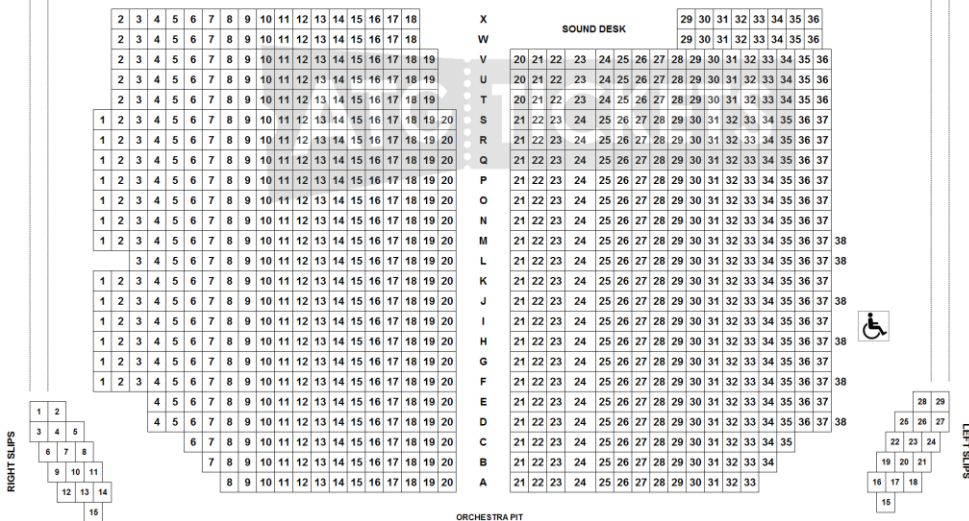 2 3 4 5 6 7 8 9 10 11 12 13 14 15 16 17 18 X SOUND DESK 29 30 31 32 33 34 35 36
2 3 4 5 6 7 8 9 10 11 12 13 14 15 16 17 18 W 29 30 31 32 33 34 35 36
2 3 4 5 6 7 8 9 10 11 12 13 14 15 16 17 18 19 V 20 21 22 23 24 25 26 27 28 29 30 31 32 33 34 35 36
2 3 4 5 6 7 8 9 10 11 12 13 14 15 16 17 18 19 U 20 21 22 23 24 25 26 27 28 29 30 31 32 33 34 35 36
ATG TICKETS
2 3 4 5 6 7 8 9 10 11 12 13 14 15 16 17 18 19 T 20 21 22 23 24 25 26 27 28 29 30 31 32 33 34 35 36
1 2 3 4 5 6 7 8 9 10 11 12 13 14 15 16 17 18 19 20 S 21 22 23 24 25 26 27 28 29 30 31 32 33 34 35 36 37
1 2 3 4 5 6 7 8 9 10 11 12 13 14 15 16 17 18 19 20 R 21 22 23 24 25 26 27 28 29 30 31 32 33 34 35 36 37
1 2 3 4 5 6 7 8 9 10 11 12 13 14 15 16 17 18 19 20 Q 21 22 23 24 25 26 27 28 29 30 31 32 33 34 35 36 37
1 2 3 4 5 6 7 8 9 10 11 12 13 14 15 16 17 18 19 20 P 21 22 23 24 25 26 27 28 29 30 31 32 33 34 35 36 37
1 2 3 4 5 6 7 8 9 10 11 12 13 14 15 16 17 18 19 20 O 21 22 23 24 25 26 27 28 29 30 31 32 33 34 35 36 37
1 2 3 4 5 6 7 8 9 10 11 12 13 14 15 16 17 18 19 20 N 21 22 23 24 25 26 27 28 29 30 31 32 33 34 35 36 37
1 2 3 4 5 6 7 8 9 10 11 12 13 14 15 16 17 18 19 20 M 21 22 23 24 25 26 27 28 29 30 31 32 33 34 35 36 37 38
3 4 5 6 7 8 9 10 11 12 13 14 15 16 17 18 19 20 L 21 22 23 24 25 26 27 28 29 30 31 32 33 34 35 36 37 38
1 2 3 4 5 6 7 8 9 10 11 12 13 14 15 16 17 18 19 20 K 21 22 23 24 25 26 27 28 29 30 31 32 33 34 35 36 37
1 2 3 4 5 6 7 8 9 10 11 12 13 14 15 16 17 18 19 20 J 21 22 23 24 25 26 27 28 29 30 31 32 33 34 35 36 37 38
1 2 3 4 5 6 7 8 9 10 11 12 13 14 15 16 17 18 19 20 I 21 22 23 24 25 26 27 28 29 30 31 32 33 34 35 36 37
1 2 3 4 5 6 7 8 9 10 11 12 13 14 15 16 17 18 19 20 H 21 22 23 24 25 26 27 28 29 30 31 32 33 34 35 36 37 38
1 2 3 4 5 6 7 8 9 10 11 12 13 14 15 16 17 18 19 20 G 21 22 23 24 25 26 27 28 29 30 31 32 33 34 35 36 37
1 2 3 4 5 6 7 8 9 10 11 12 13 14 15 16 17 18 19 20 F 21 22 23 24 25 26 27 28 29 30 31 32 33 34 35 36 37 38
4 5 6 7 8 9 10 11 12 13 14 15 16 17 18 19 20 E 21 22 23 24 25 26 27 28 29 30 31 32 33 34 35 36 37
4 5 6 7 8 9 10 11 12 13 14 15 16 17 18 19 20 D 21 22 23 24 25 26 27 28 29 30 31 32 33 34 35 36 37 38
6 7 8 9 10 11 12 13 14 15 16 17 18 19 20 C 21 22 23 24 25 26 27 28 29 30 31 32 33 34 35
7 8 9 10 11 12 13 14 15 16 17 18 19 20 B 21 22 23 24 25 26 27 28 29 30 31 32 33 34
8 9 10 11 12 13 14 15 16 17 18 19 20 A 21 22 23 24 25 26 27 28 29 30 31 32 33
RIGHT SLIPS
1 2
3 4 5
6 7 8
9 10 11
12 13 14
15
28 29
25 26 27
22 23 24
19 20 21
16 17 18
15
LEFT SLIPS
ORCHESTRA PIT